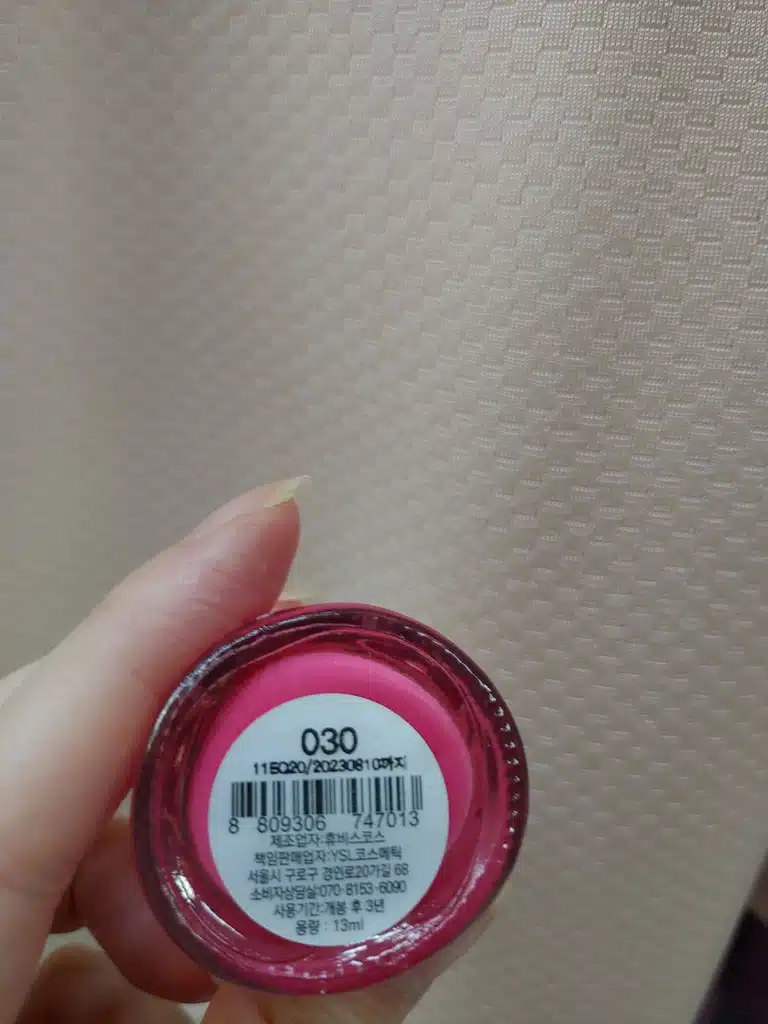 030
11EQ20/20230810까지
8 809306 747013
제조업자:휴비스코스
책임판매업자:YSL코스메틱
서울시 구로구 경인로20가길 68
소비자상담실:070-8153-6090
사용기간:개봉 후 3년
용량 : 13ml